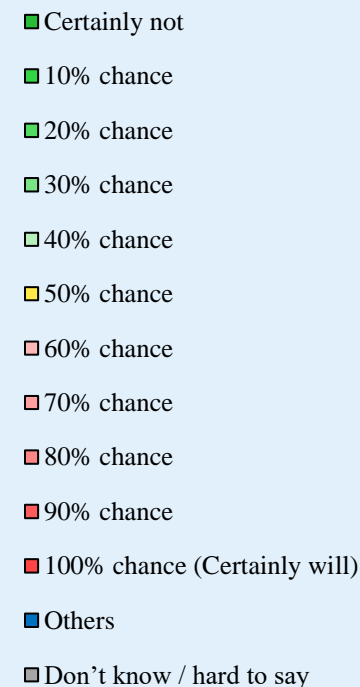 Certainly not
10% chance
20% chance
30% chance
40% chance
50% chance
60% chance
70% chance
80% chance
90% chance
100% chance (Certainly will)
Others
Don’t know / hard to say